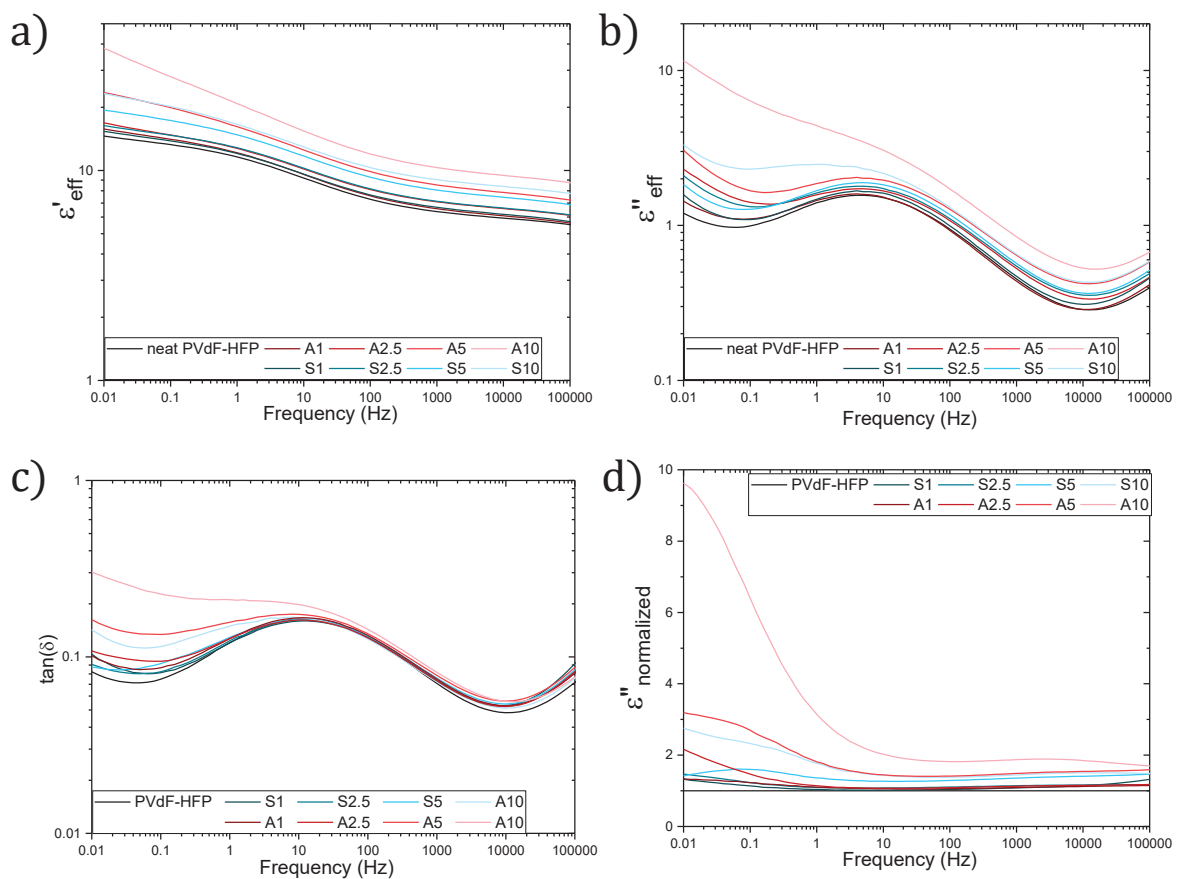 a)
ε'eff
10
1
neat PVdF-HFP A1 A2.5 A5 A10
S1 S2.5 S5 S10
0.01 0.1 1 10 100 1000 10000 100000
Frequency (Hz)
b)
ε''eff
10
1
0.1
neat PVdF-HFP A1 A2.5 A5 A10
S1 S2.5 S5 S10
0.01 0.1 1 10 100 1000 10000 100000
Frequency (Hz)
c)
tan(δ)
1
0.1
0.01
PVdF-HFP S1 S2.5 S5 A10
A1 A2.5 A5 A10
0.01 0.1 1 10 100 1000 10000 100000
Frequency (Hz)
d)
ε'' normalized
10
8
6
4
2
0
PVdF-HFP S1 S2.5 S5 S10
A1 A2.5 A5 A10
0.01 0.1 1 10 100 1000 10000 100000
Frequency (Hz)